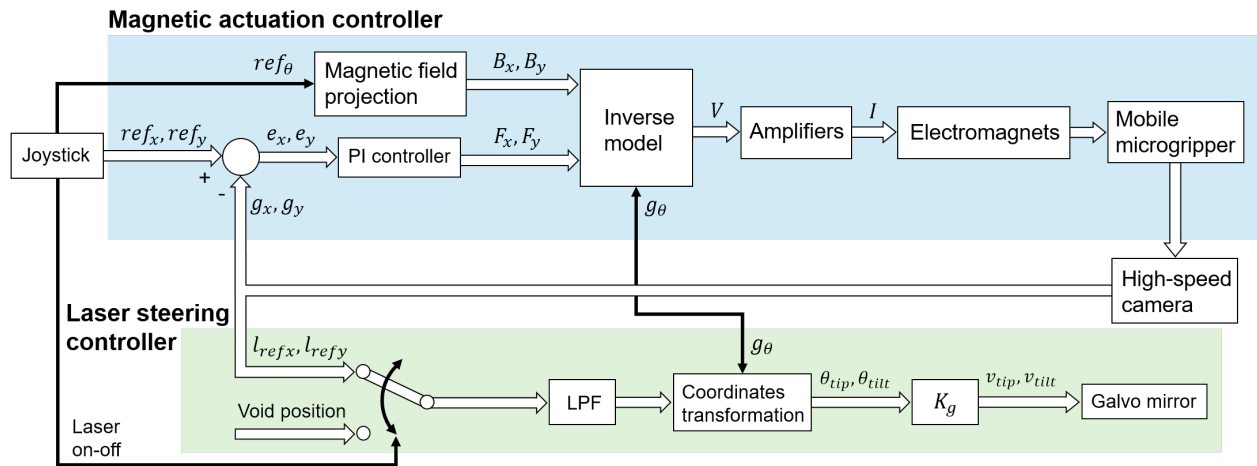 Magnetic actuation controller
ref_θ
Magnetic field
projection
B_x, B_y
Inverse
model
V
Amplifiers
I
Electromagnets
Mobile
microgripper
Joystick
ref_x, ref_y
+
-
e_x, e_y
PI controller
F_x, F_y
g_x, g_y
g_θ
High-speed
camera
Laser steering
controller
l_refx, l_refy
Void position
Laser
on-off
LPF
g_θ
Coordinates
transformation
θ_tip, θ_tilt
K_g
v_tip, v_tilt
Galvo mirror